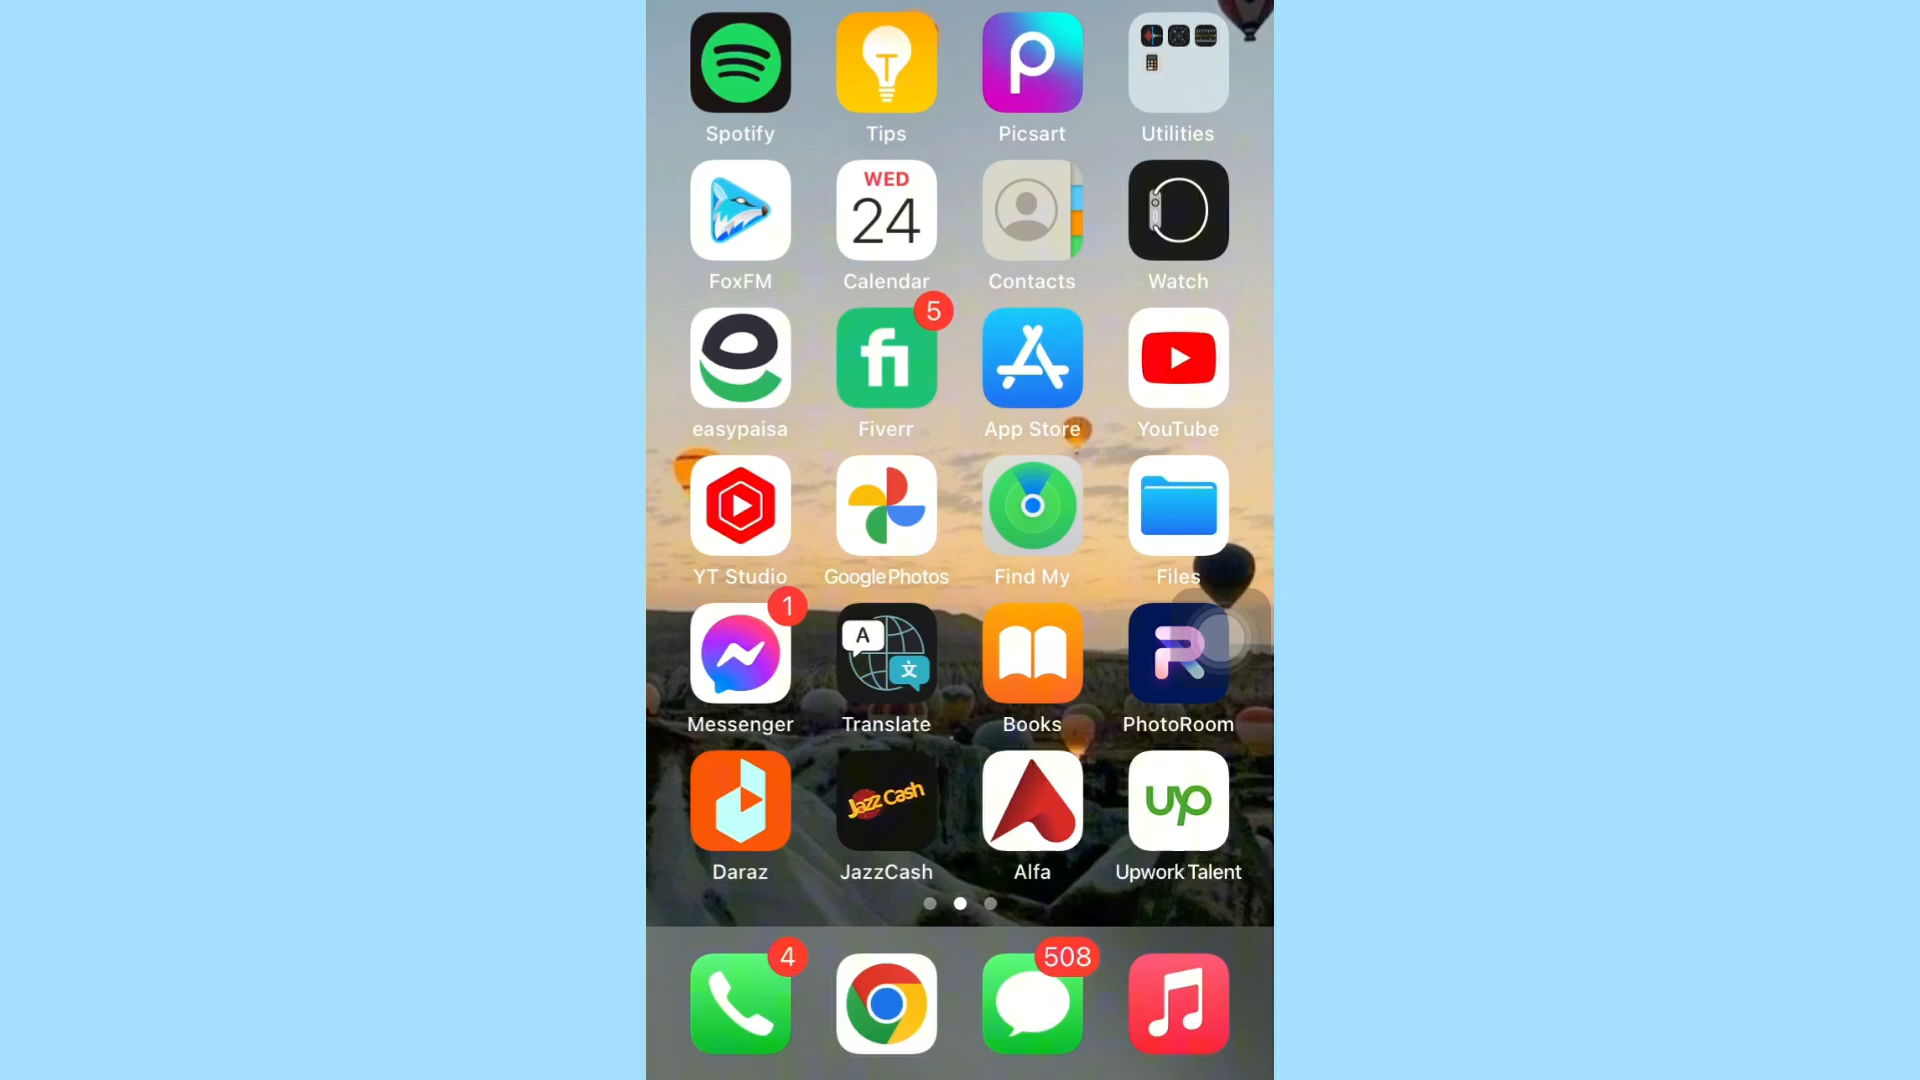 Spotify
Tips
Picsart
Utilities
WED
24
FoxFM
Calendar
Contacts
Watch
5
fi
easypaisa
Fiverr
App Store
YouTube
YT Studio
Google Photos
Find My
Files
1
A
文
Messenger
Translate
Books
PhotoRoom
Jazz Cash
up
Daraz
JazzCash
Alfa
Upwork Talent
4
508